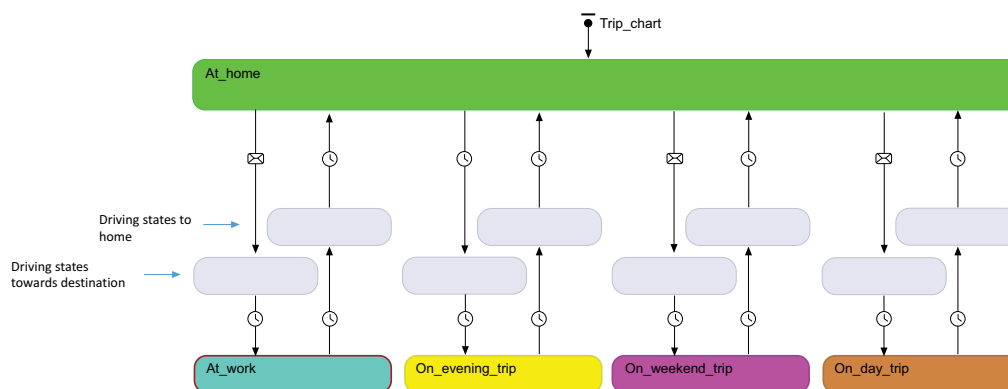 Trip_chart
At_home
Driving states to
home
Driving states
towards destination
At_work
On_evening_trip
On_weekend_trip
On_day_trip